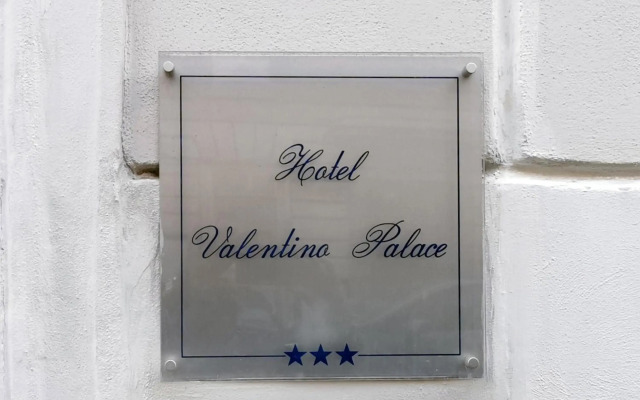 Hotel
Valentino Palace
★★★